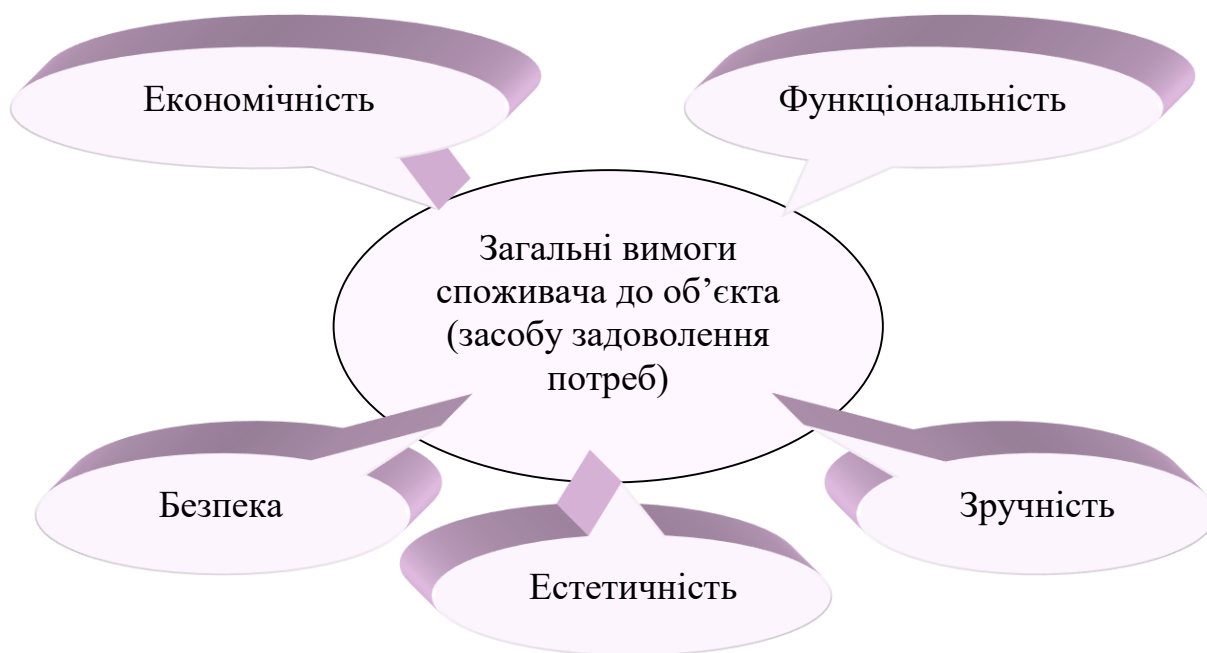 Економічність
Функціональність
Загальні вимоги
споживача до об’єкта
(засобу задоволення
потреб)
Безпека
Зручність
Естетичність